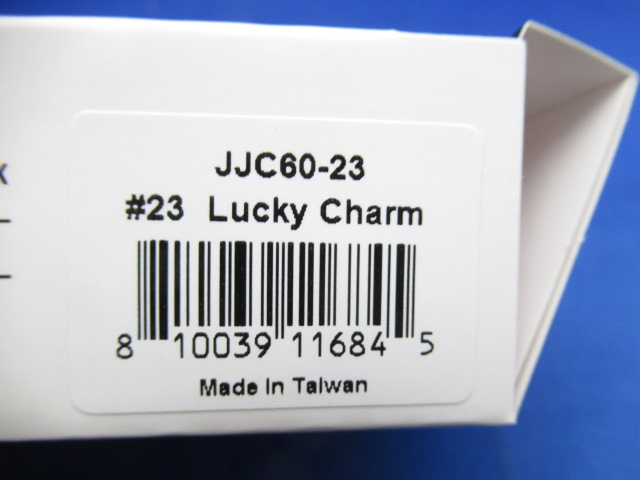 JJC60-23
#23 Lucky Charm
8 10039 11684 5
Made In Taiwan